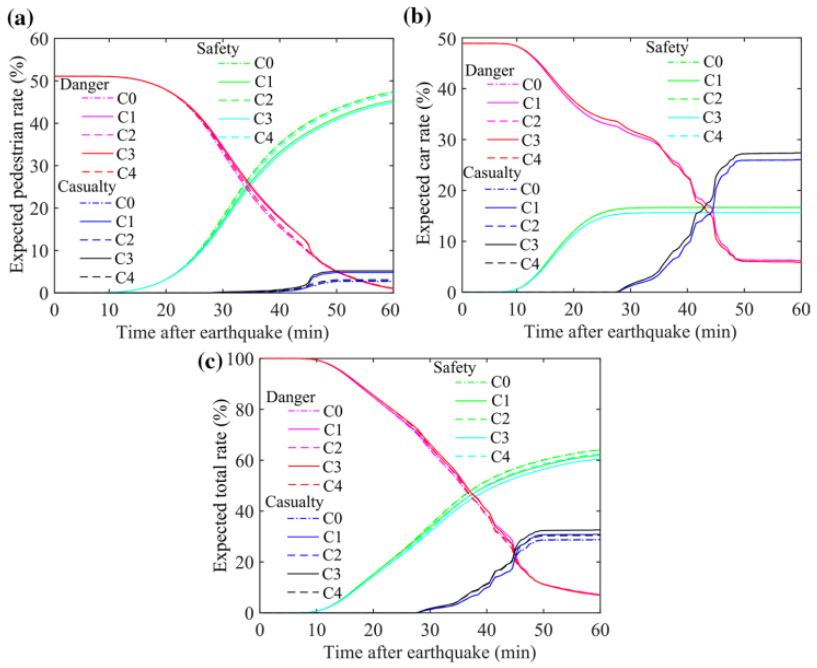 (a)
Expected pedestrian rate (%)
60
50
40
30
20
10
0
Danger
C0
C1
C2
C3
C4
Casualty
C0
C1
C2
C3
C4
Safety
C0
C1
C2
C3
C4
0 10 20 30 40 50 60
Time after earthquake (min)
(b)
Expected car rate (%)
50
40
30
20
10
0
Danger
C0
C1
C2
C3
C4
Casualty
C0
C1
C2
C3
C4
Safety
C0
C1
C2
C3
C4
0 10 20 30 40 50 60
Time after earthquake (min)
(c)
Expected total rate (%)
100
80
60
40
20
0
Danger
C0
C1
C2
C3
C4
Casualty
C0
C1
C2
C3
C4
Safety
C0
C1
C2
C3
C4
0 10 20 30 40 50 60
Time after earthquake (min)